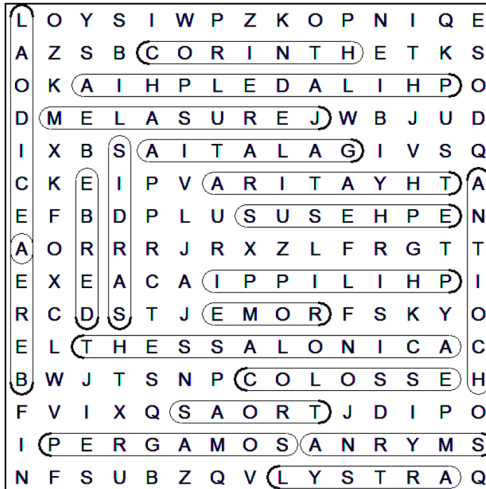 L O Y S I W P Z K O P N I Q E
A Z S B C O R I N T H E T K S
O K A I H P L E D A L I H P O
D M E L A S U R E J W B J U D
I X B S A I T A L A G I V S Q
C K E I P V A R I T A Y H T A
E F B D P L U S U S E H P E N
A O R R R J R X Z L F R G T T
E X E A C A I P P I L I H P I
R C D S T J E M O R F S K Y O
E L T H E S S A L O N I C A C
B W J T S N P C O L O S S E H
F V I X Q S A O R T J D I P O
I P E R G A M O S A N R Y M S
N F S U B Z Q V L Y S T R A Q